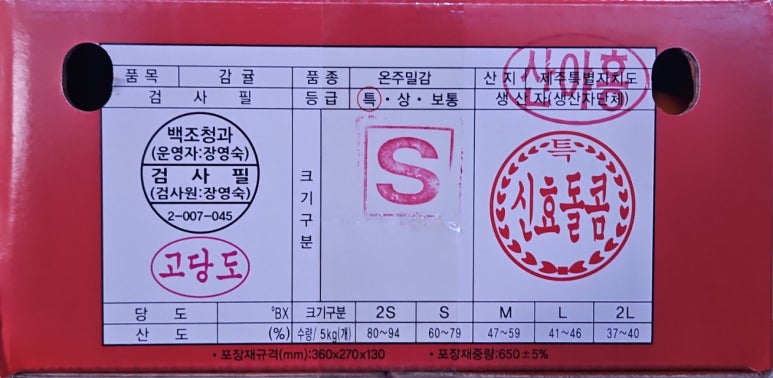 품목 감귤 품종 온주밀감 산지 제주특별자치도
검사필 등급 특·상·보통 생산자(생산자단체)
산아홍
백조청과
(운영자:장영숙)
검사필
(검사원:장영숙)
2-007-045
고당도
크기구분
S
특
신효돌콤
당도 °BX 크기구분 2S S M L 2L
산도 (%) 수량/5kg(개) 80~94 60~79 47~59 41~46 37~40
·포장재규격(mm):360x270x130 ·포장재중량:650±5%